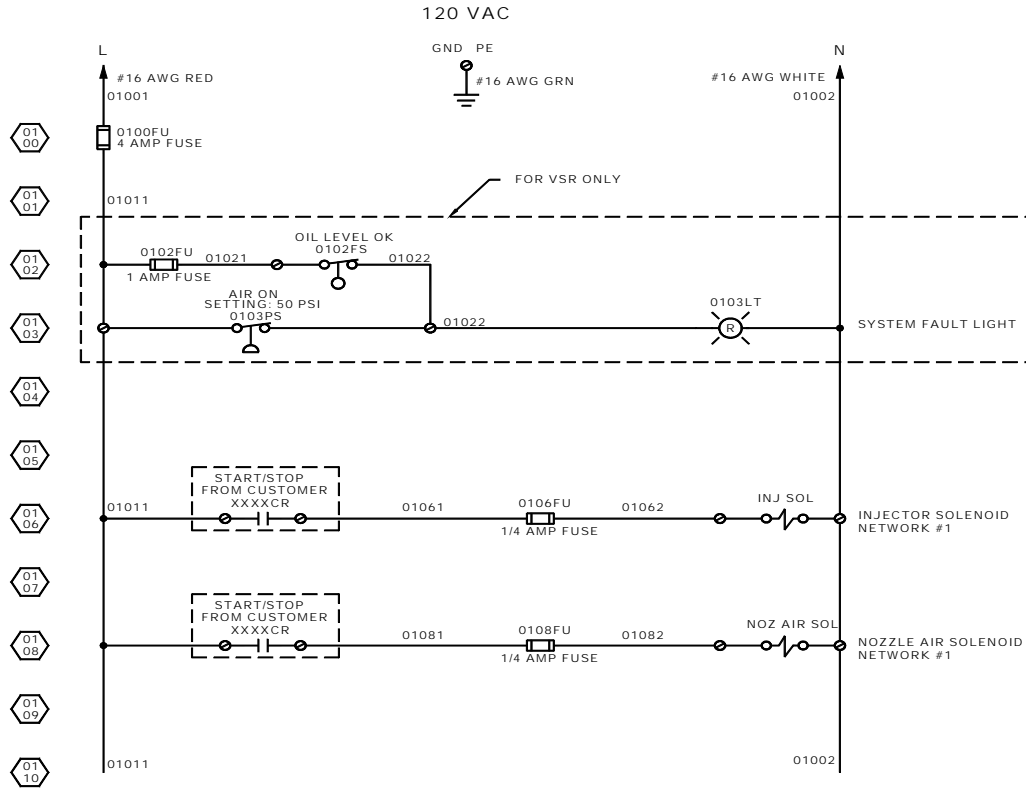 120 VAC
L
GND PE
N
#16 AWG RED
#16 AWG GRN
#16 AWG WHITE
01001
01002
01
00
0100FU
4 AMP FUSE
01
01
01011
FOR VSR ONLY
01
02
0102FU
1 AMP FUSE
01021
OIL LEVEL OK
0102FS
01022
01
03
AIR ON
SETTING: 50 PSI
0103PS
01022
0103LT
R
SYSTEM FAULT LIGHT
01
04
01
05
01
06
01011
START/STOP
FROM CUSTOMER
XXXXCR
01061
0106FU
1/4 AMP FUSE
01062
INJ SOL
INJECTOR SOLENOID
NETWORK #1
01
07
01
08
START/STOP
FROM CUSTOMER
XXXXCR
01081
0108FU
1/4 AMP FUSE
01082
NOZ AIR SOL
NOZZLE AIR SOLENOID
NETWORK #1
01
09
01
10
01011
01002